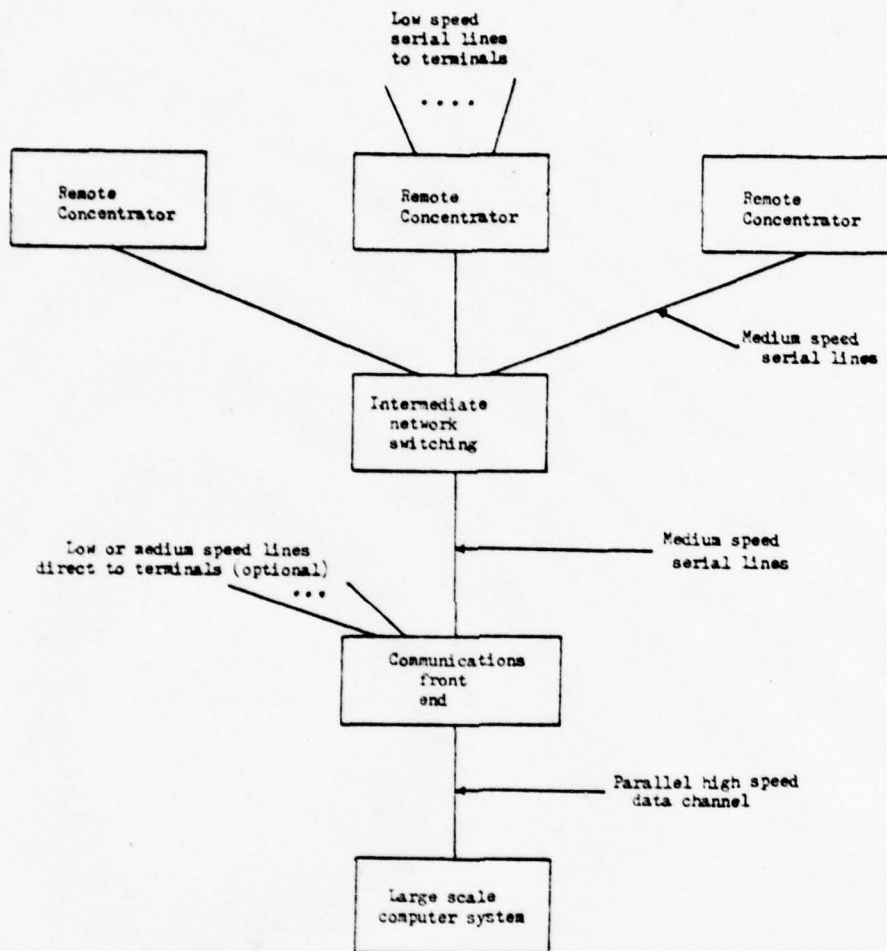 Low speed
serial lines
to terminals
....
Remote
Concentrator
Remote
Concentrator
Remote
Concentrator
Medium speed
serial lines
Intermediate
network
switching
Low or medium speed lines
direct to terminals (optional)
...
Medium speed
serial lines
Communications
front
end
Parallel high speed
data channel
Large scale
computer system